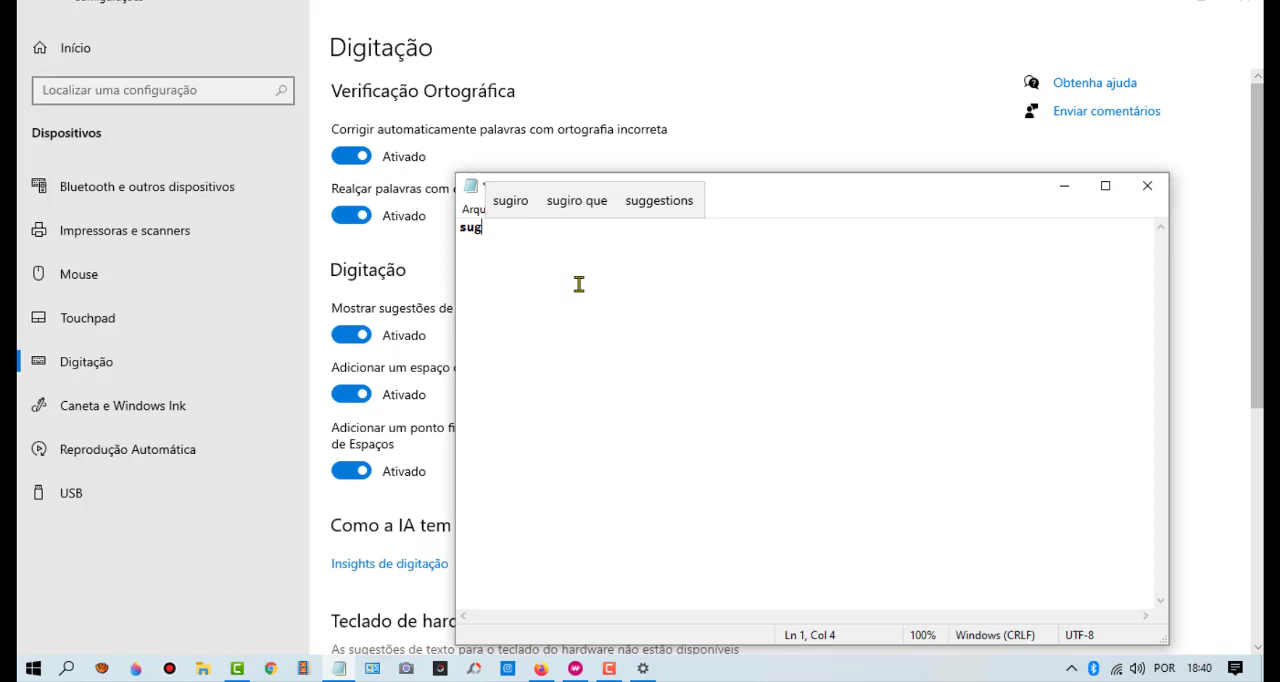 Início
Localizar uma configuração
Dispositivos
Bluetooth e outros dispositivos
Impressoras e scanners
Mouse
Touchpad
Digitação
Caneta e Windows Ink
Reprodução Automática
USB
Digitação
Verificação Ortográfica
Corrigir automaticamente palavras com ortografia incorreta
Ativado
Realçar palavras com
Ativado
Digitação
Mostrar sugestões de
Ativado
Adicionar um espaço
Ativado
Adicionar um ponto
de Espaços
Ativado
Como a IA tem
Insights de digitação
Teclado de
As sugestões de texto para o teclado do hardware não estão disponíveis
Obtenha ajuda
Enviar comentários
sugiro sugiro que suggestions
Arqu
sug
Ln 1, Col 4 100% Windows (CRLF) UTF-8
POR 18:40